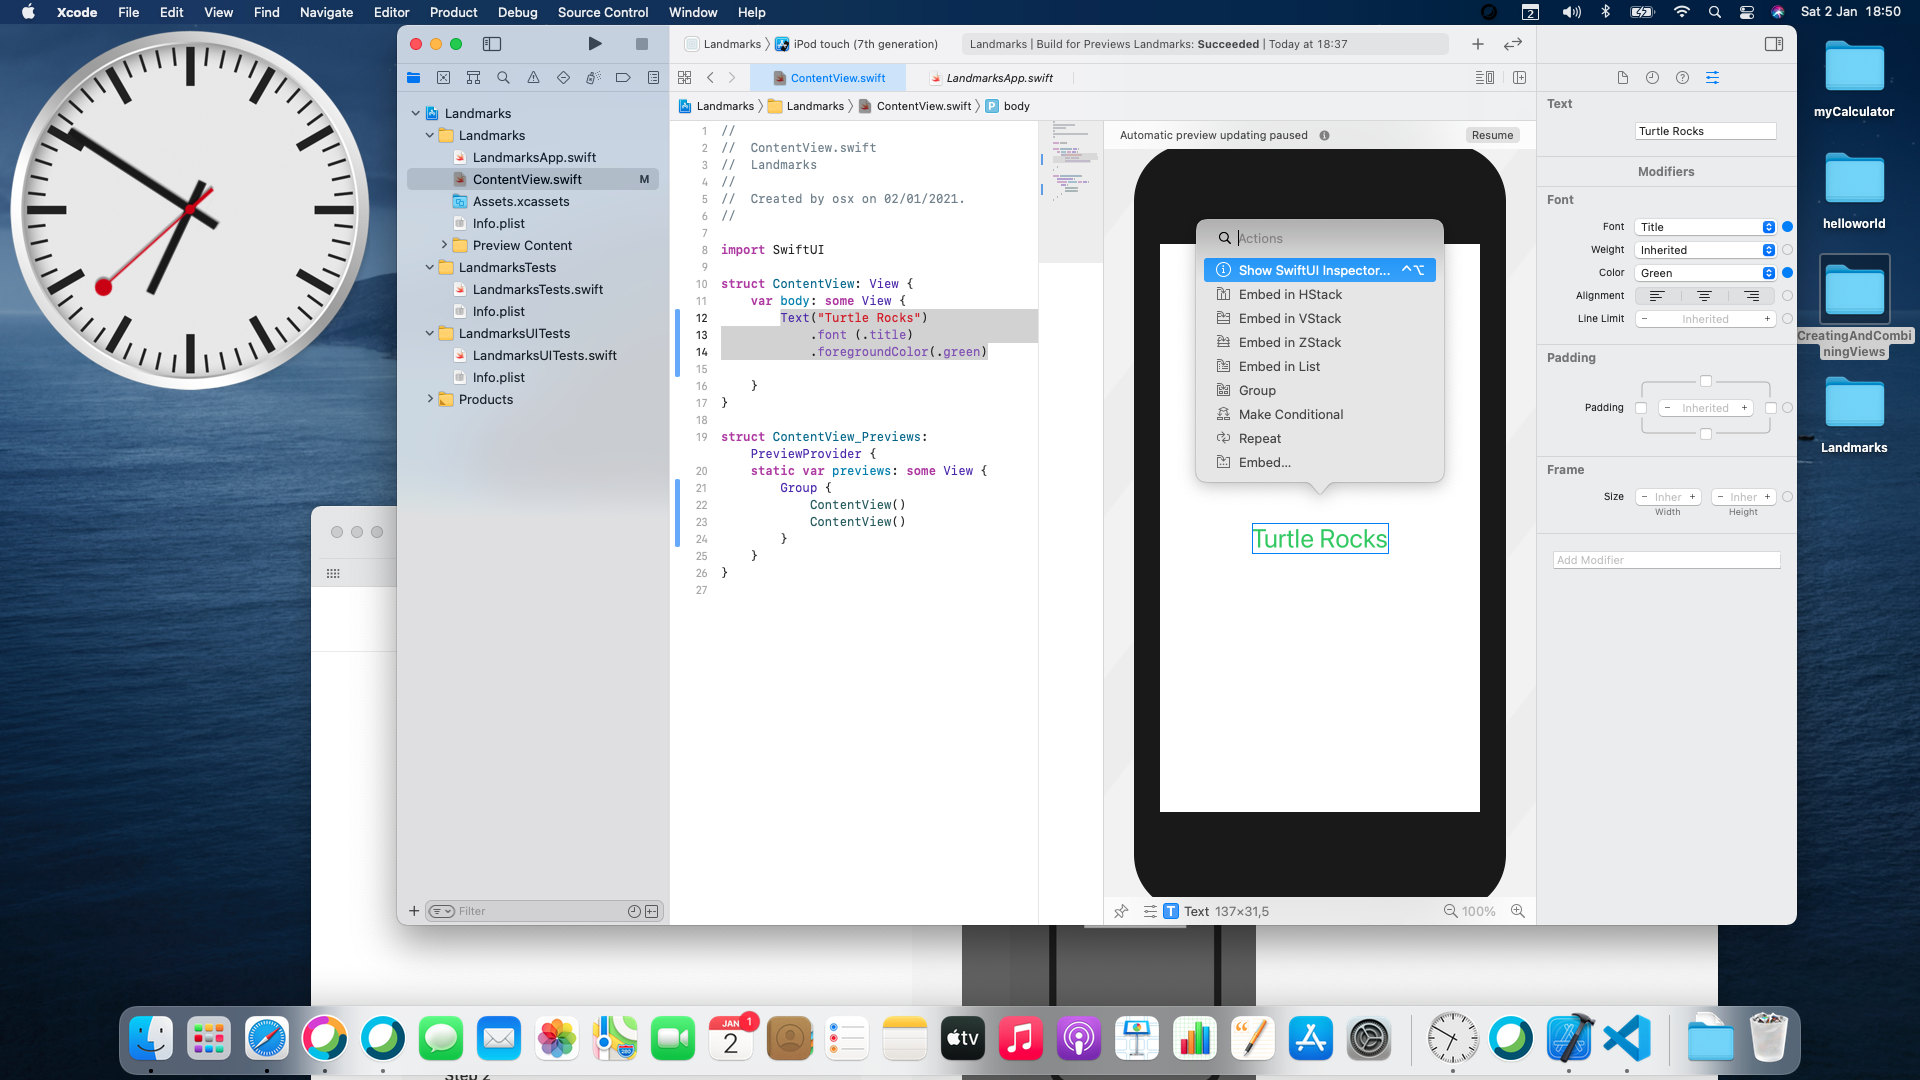 Xcode File Edit View Find Navigate Editor Product Debug Source Control Window Help
2
Sat 2 Jan 18:50
Landmarks
iPod touch (7th generation)
Landmarks | Build for Previews Landmarks: Succeeded | Today at 18:37
ContentView.swift
LandmarksApp.swift
Landmarks
Landmarks
LandmarksApp.swift
ContentView.swift M
Assets.xcassets
Info.plist
Preview Content
LandmarksTests
LandmarksTests.swift
Info.plist
LandmarksUITests
LandmarksUITests.swift
Info.plist
Products
Filter
Landmarks
Landmarks
ContentView.swift
P body
1 //
2 //  ContentView.swift
3 //  Landmarks
4 //
5 //  Created by osx on 02/01/2021.
6 //
7
8 import SwiftUI
9
10 struct ContentView: View {
11     var body: some View {
12         Text("Turtle Rocks")
13             .font (.title)
14             .foregroundColor(.green)
15
16     }
17 }
18
19 struct ContentView_Previews:
PreviewProvider {
20     static var previews: some View {
21         Group {
22             ContentView()
23             ContentView()
24         }
25     }
26 }
27
Automatic preview updating paused
Resume
Actions
Show SwiftUI Inspector... ^⌥
Embed in HStack
Embed in VStack
Embed in ZStack
Embed in List
Group
Make Conditional
Repeat
Embed...
Turtle Rocks
T Text 137×31,5
100%
Text
Turtle Rocks
Modifiers
Font
Font Title
Weight Inherited
Color Green
Alignment
Line Limit − Inherited +
Padding
Padding − Inherited +
Frame
Size − Inher + − Inher +
Width Height
Add Modifier
myCalculator
helloworld
CreatingAndCombi
ningViews
Landmarks
Step 2
280
JAN
2
1
tv